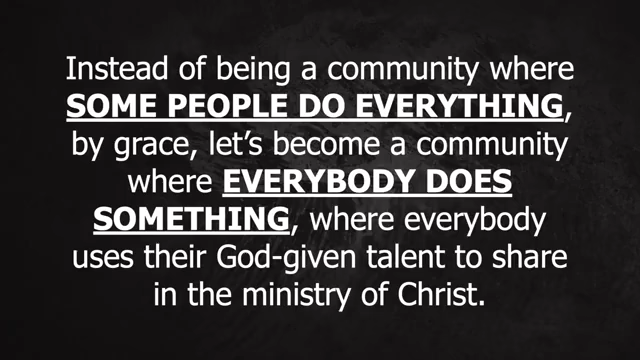 Instead of being a community where
SOME PEOPLE DO EVERYTHING,
by grace, let’s become a community
where EVERYBODY DOES
SOMETHING, where everybody
uses their God-given talent to share
in the ministry of Christ.